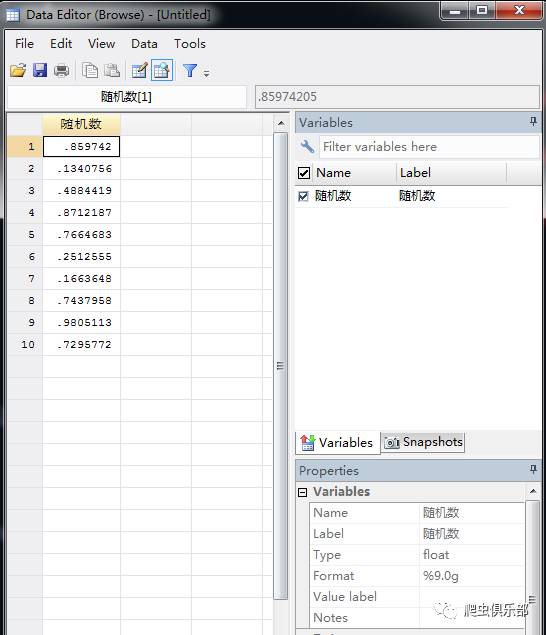 Data Editor (Browse) - [Untitled]
File Edit View Data Tools
随机数[1] .85974205
随机数
1 .859742
2 .1340756
3 .4884419
4 .8712187
5 .7664683
6 .2512555
7 .1663648
8 .7437958
9 .9805113
10 .7295772
Variables
Filter variables here
Name Label
随机数 随机数
Variables Snapshots
Properties
Variables
Name 随机数
Label 随机数
Type float
Format %9.0g
Value label
Notes
爬虫俱乐部